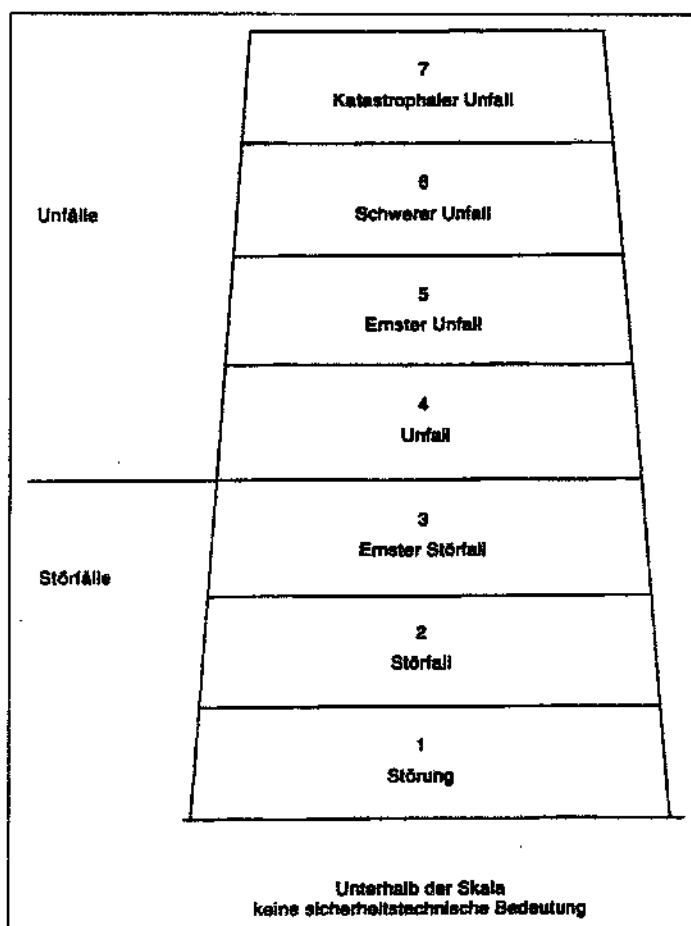 7
Katastrophaler Unfall
6
Schwerer Unfall
Unfälle
5
Ernster Unfall
4
Unfall
3
Ernster Störfall
Störfälle
2
Störfall
1
Störung
Unterhalb der Skala
keine sicherheitstechnische Bedeutung